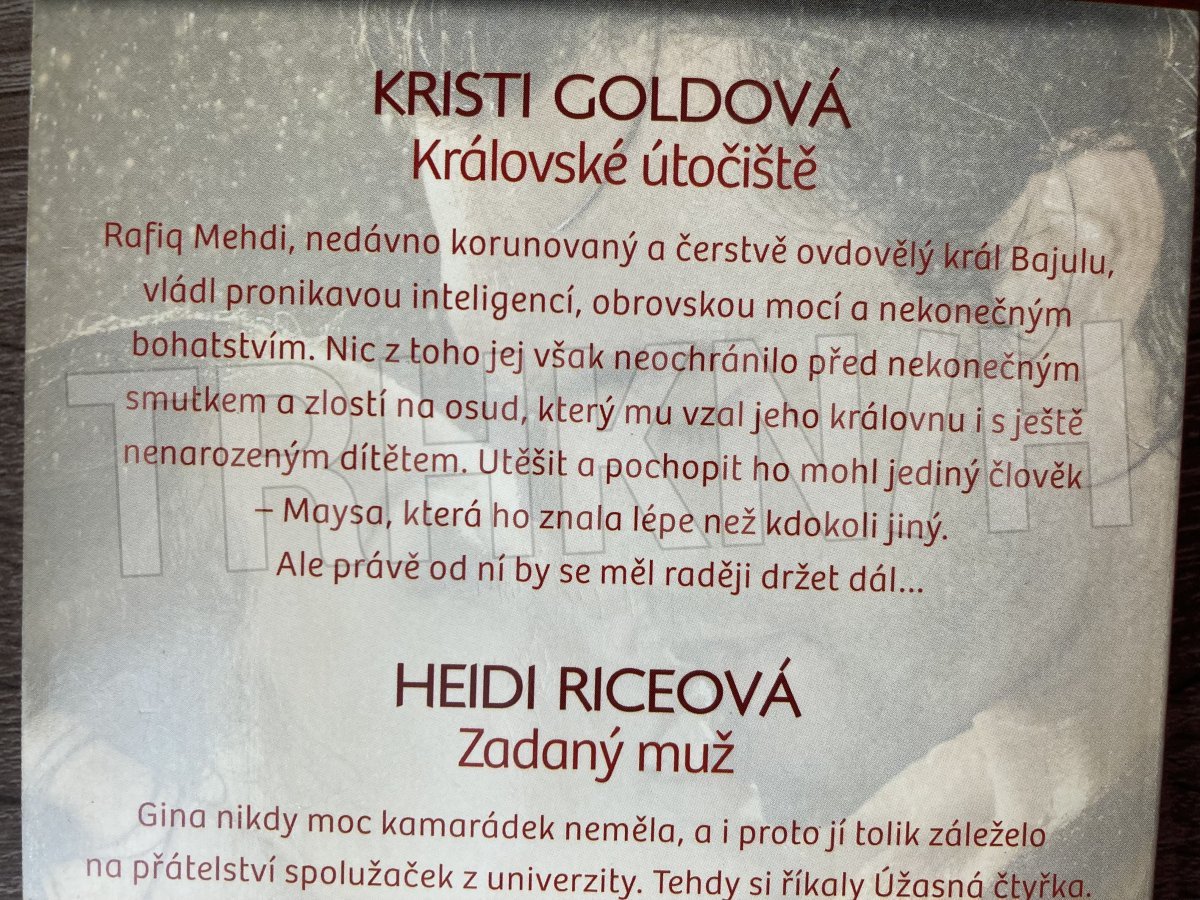 KRISTI GOLDOVÁ
Královské útočiště
Rafiq Mehdi, nedávno korunovaný a čerstvě ovdovělý král Bajulu,
vládl pronikavou inteligencí, obrovskou mocí a nekonečným
bohatstvím. Nic z toho jej však neochránilo před nekonečným
smutkem a zlostí na osud, který mu vzal jeho královnu i s ještě
nenarozeným dítětem. Utěšit a pochopit ho mohl jediný člověk
– Maysa, která ho znala lépe než kdokoli jiný.
Ale právě od ní by se měl raději držet dál...
TRHKNIH
HEIDI RICEOVÁ
Zadaný muž
Gina nikdy moc kamarádek neměla, a i proto jí tolik záleželo
na přátelství spolužaček z univerzity. Tehdy si říkaly Úžasná čtyřka.